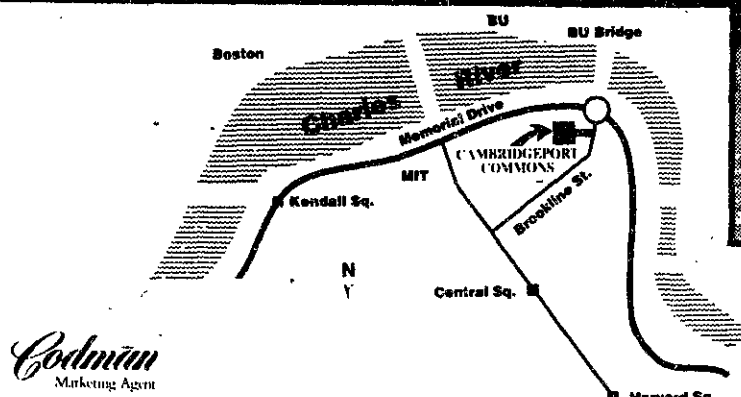 BU
BU Bridge
Boston
Charles River
Memorial Drive
CAMBRIDGEPORT
COMMONS
MIT
Brookline St.
Kendall Sq.
N
Central Sq.
Codman
Marketing Agent
Harvard Sq.